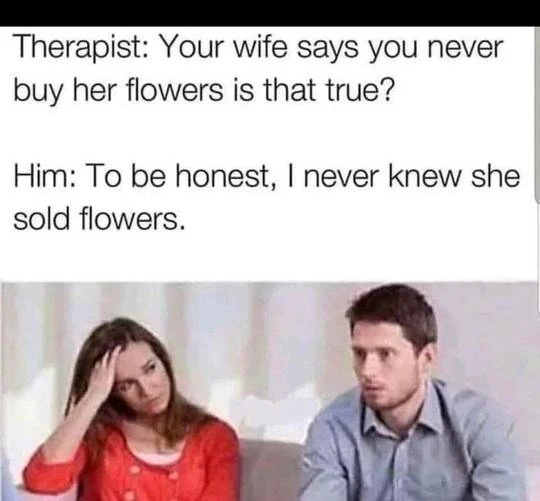 Therapist: Your wife says you never
buy her flowers is that true?
Him: To be honest, I never knew she
sold flowers.